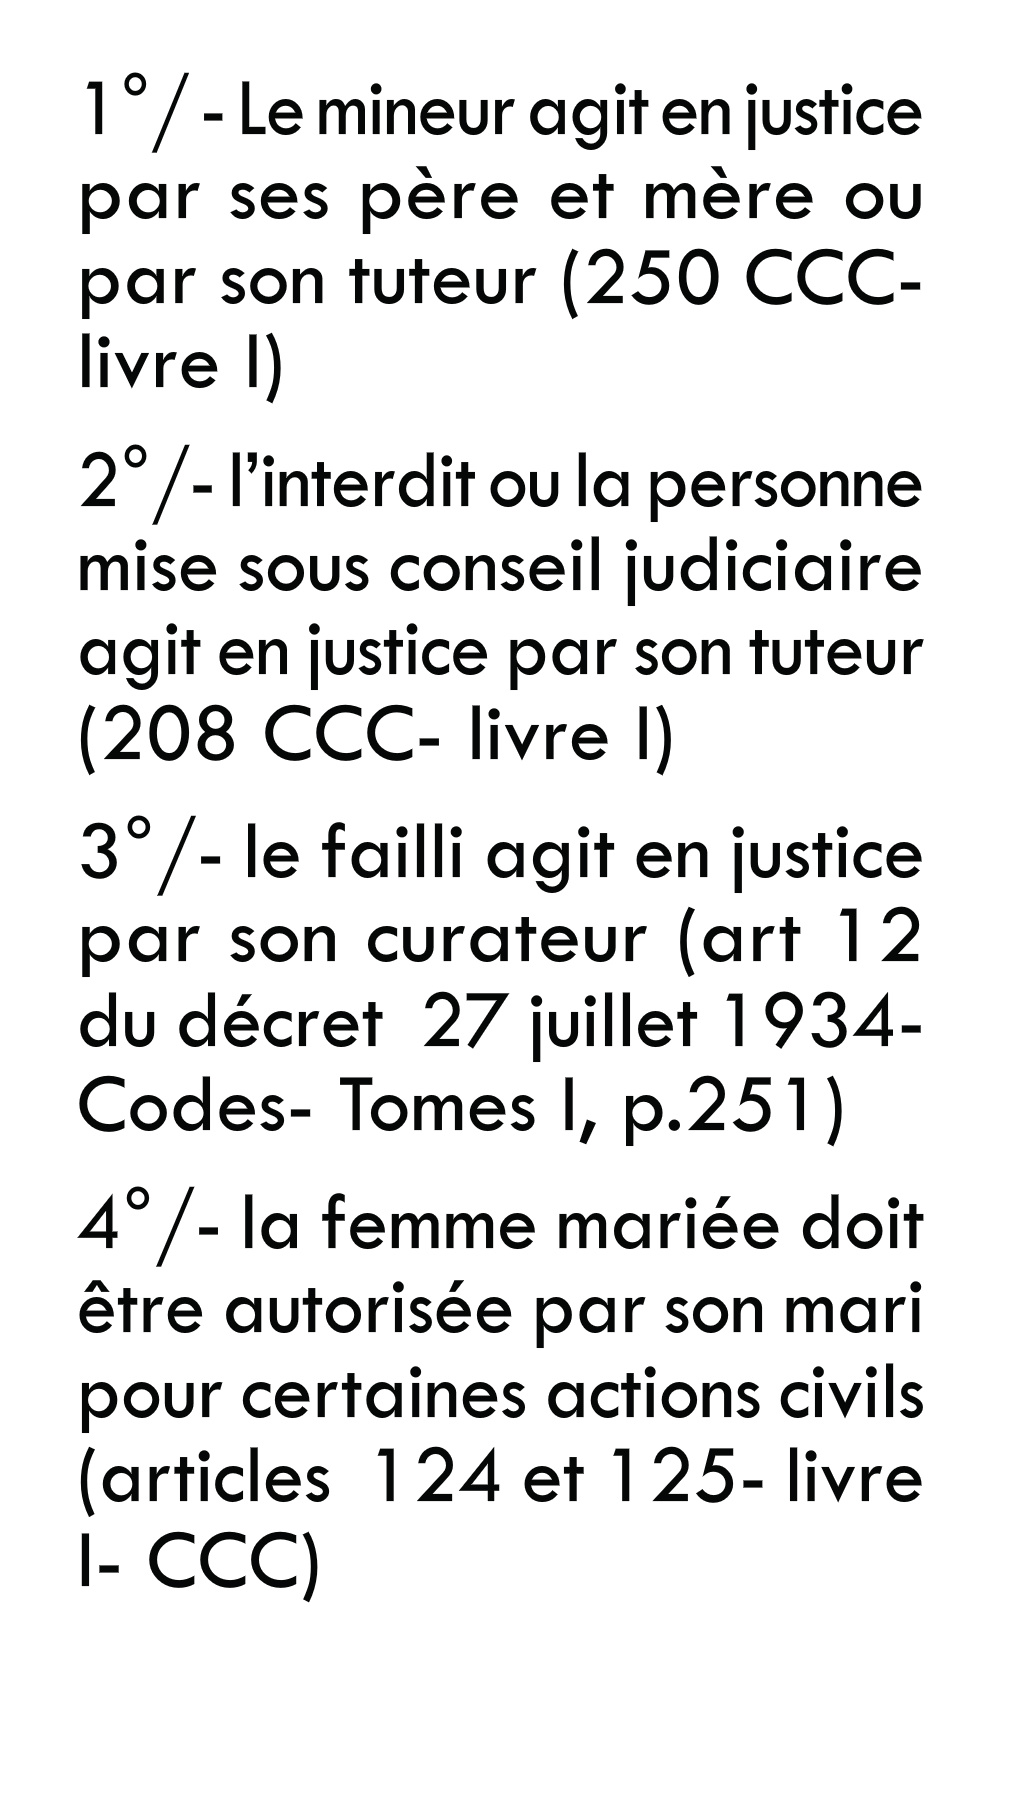 1°/ - Le mineur agit en justice
par ses père et mère ou
par son tuteur (250 CCC-
livre I)
2°/- l’interdit ou la personne
mise sous conseil judiciaire
agit en justice par son tuteur
(208 CCC- livre I)
3°/- le failli agit en justice
par son curateur (art 12
du décret 27 juillet 1934-
Codes- Tomes I, p.251)
4°/- la femme mariée doit
être autorisée par son mari
pour certaines actions civils
(articles 124 et 125- livre
I- CCC)